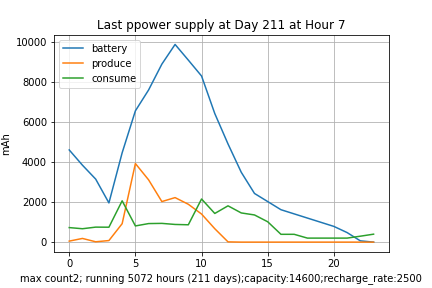 Last ppower supply at Day 211 at Hour 7
10000
8000
6000
4000
2000
0
mAh
battery
produce
consume
0 5 10 15 20
max count2; running 5072 hours (211 days);capacity:14600;recharge_rate:2500